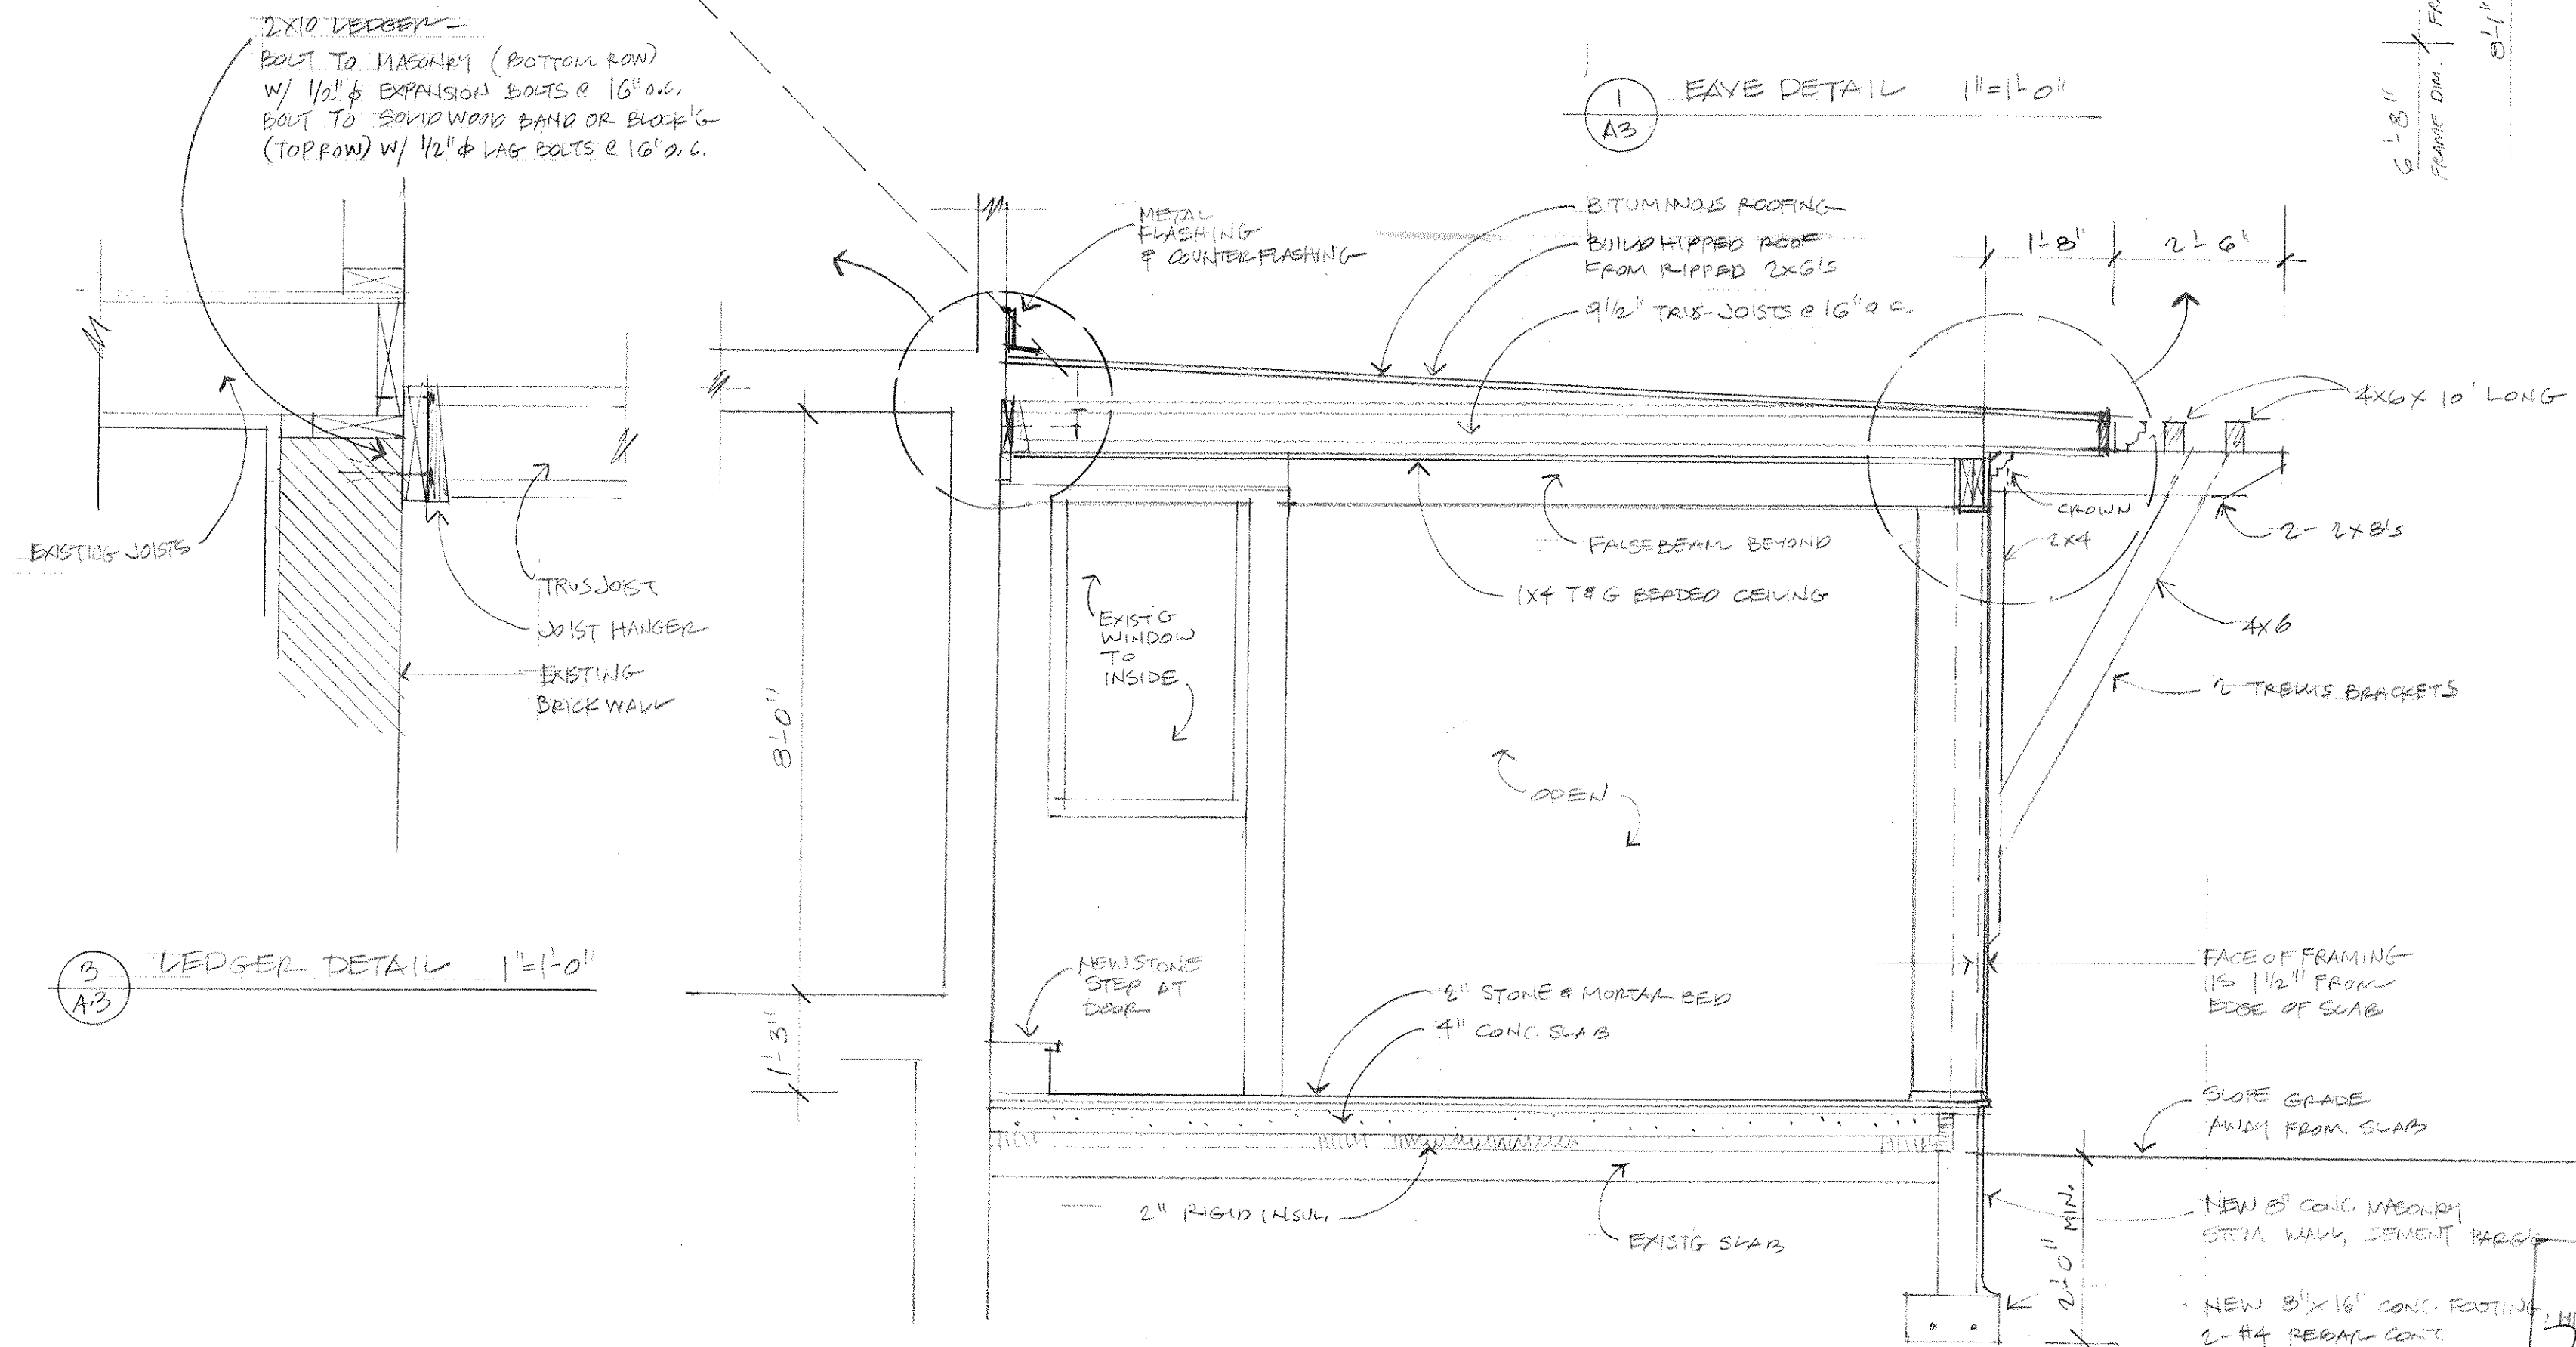 2X10 LEDGER -
BOLT TO MASONRY (BOTTOM ROW)
W/ 1/2" ϕ EXPANSION BOLTS @ 16" O.C.
BOLT TO SOLID WOOD BAND OR BLOCK'G
(TOP ROW) W/ 1/2" ϕ LAG BOLTS @ 16" O.C.
EXISTING JOISTS
TRUSJOIST
JOIST HANGER
EXISTING
BRICK WALL
3
A.3
LEDGER DETAIL 1"=1'-0"
1
A3
EAVE DETAIL 1"=1'-0"
6'-8"
FRAME DIM.
8'-1"
METAL
FLASHING
& COUNTERFLASHING
BITUMINOUS ROOFING
BUILD HIPPED ROOF
FROM RIPPED 2X6'S
9 1/2" TRUS-JOISTS @ 16" O.C.
1'-8"
2'-6"
4X6 X 10' LONG
CROWN
2X4
2- 2X8'S
4X6
2 TRELLIS BRACKETS
FALSE BEAM BEYOND
1X4 T&G BEADED CEILING
EXIST'G
WINDOW
TO
INSIDE
OPEN
8'-0"
1'-3"
NEW STONE
STEP AT
DOOR
2" STONE & MORTAR BED
4" CONC. SLAB
2" RIGID INSUL.
EXIST'G SLAB
FACE OF FRAMING
IS 1 1/2" FROM
EDGE OF SLAB
SLOPE GRADE
AWAY FROM SLAB
2'-0" MIN.
NEW 8" CONC. MASONRY
STEM WALL, CEMENT PARG'G
NEW 8"X16" CONC. FOOTING,
2-#4 REBAR CONT.